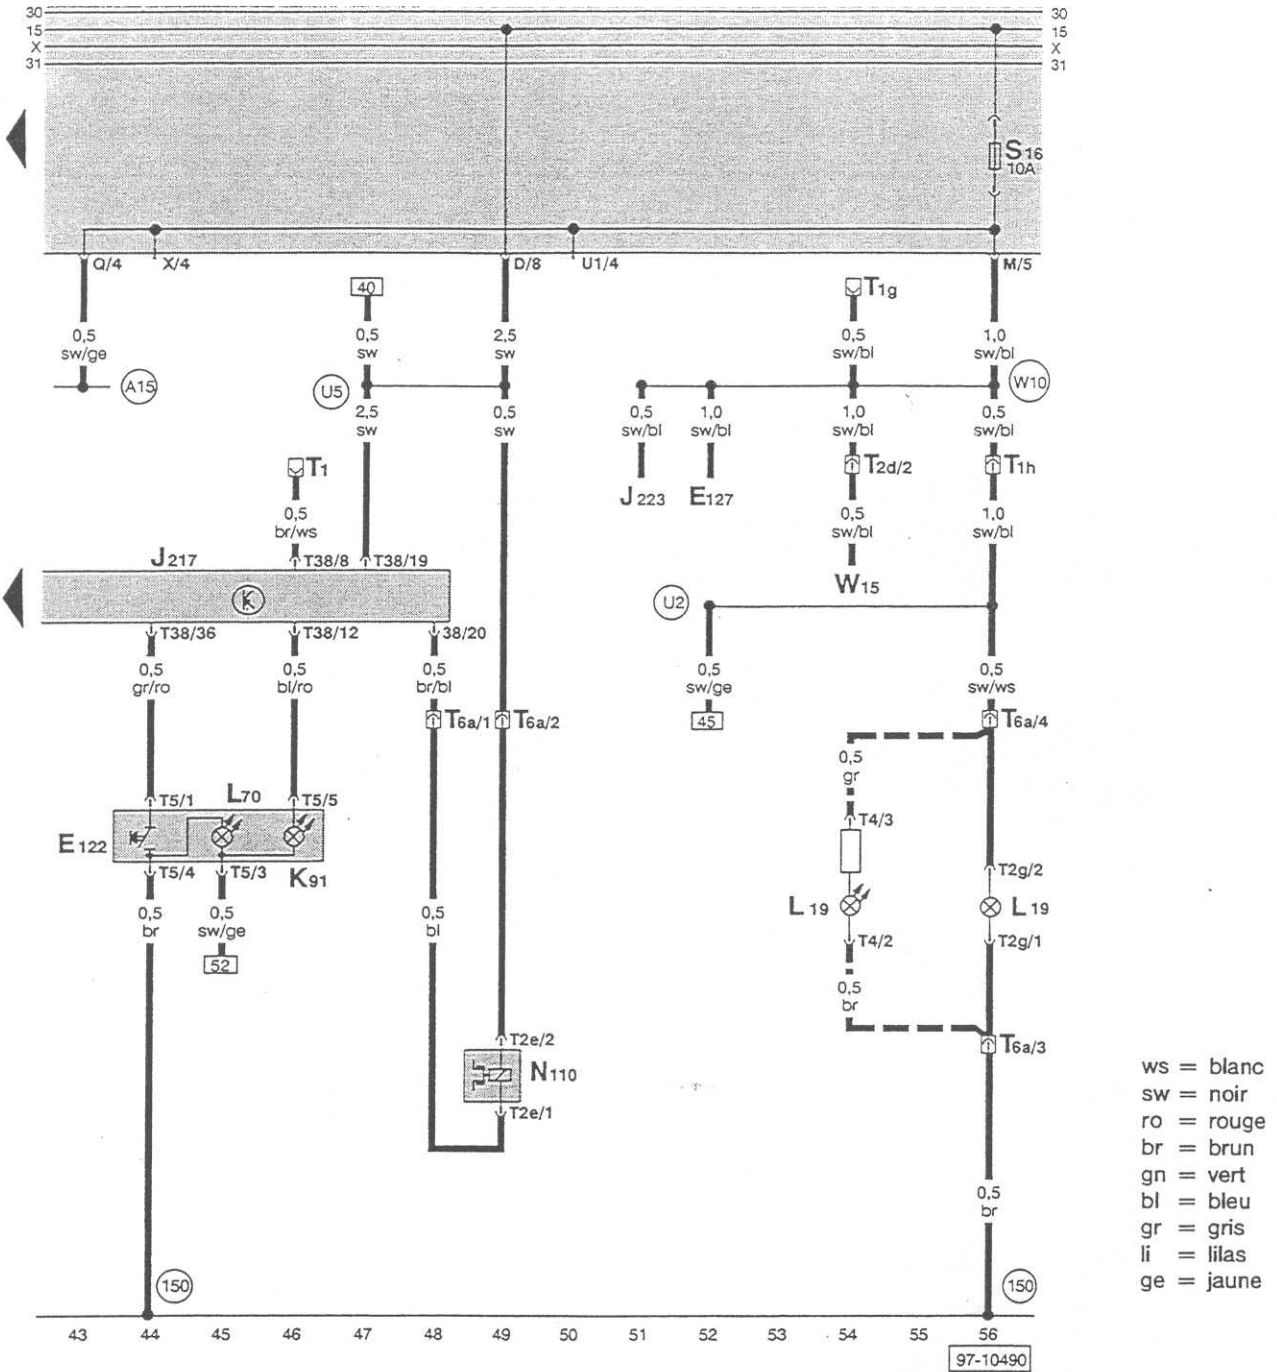 30 30
15 15
X X
31 31
S16
10A
Q/4 X/4 D/8 U1/4 M/5
40 T1g
0,5 0,5 2,5 0,5 1,0
sw/ge sw sw sw/bl sw/bl
A15 U5 W10
2,5 0,5 0,5 1,0 1,0 0,5
sw sw sw/bl sw/bl sw/bl sw/bl
T1 T2d/2 T1h
J223 E127
0,5 0,5 1,0
br/ws sw/bl sw/bl
J217 T38/8 T38/19
W15
K
U2
T38/36 T38/12 38/20
0,5 0,5 0,5 0,5 0,5
gr/ro bl/ro br/bl sw/ge sw/ws
T6a/1 T6a/2 45 T6a/4
0,5
gr
T5/1 L70 T5/5
T4/3
E122
T5/4 T5/3 K91 T2g/2
0,5 0,5 0,5 L19 L19
br sw/ge bl
T4/2 T2g/1
52
0,5
br
T2e/2 T6a/3
N110
T2e/1
ws = blanc
sw = noir
ro = rouge
br = brun
gn = vert
bl = bleu
gr = gris
li = lilas
ge = jaune
0,5
br
150 150
43 44 45 46 47 48 49 50 51 52 53 54 55 56
97-10490